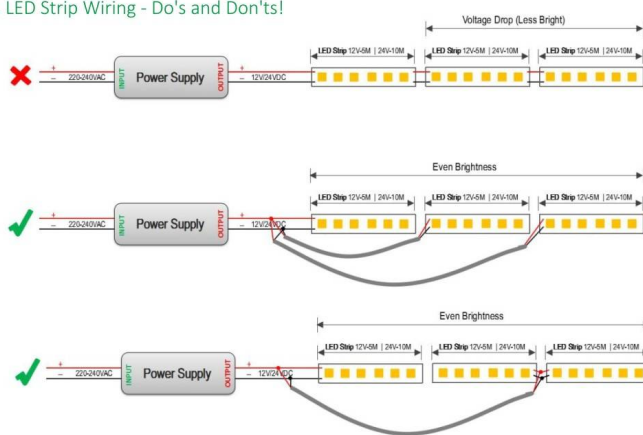 LED Strip Wiring - Do's and Don'ts!
Voltage Drop (Less Bright)
LED Strip 12V-5M | 24V-10M
LED Strip 12V-5M | 24V-10M
LED Strip 12V-5M | 24V-10M
+
220-240VAC
–
INPUT
Power Supply
OUTPUT
+
12V/24VDC
–
Even Brightness
LED Strip 12V-5M | 24V-10M
LED Strip 12V-5M | 24V-10M
LED Strip 12V-5M | 24V-10M
+
220-240VAC
–
INPUT
Power Supply
OUTPUT
+
12V/24VDC
–
Even Brightness
LED Strip 12V-5M | 24V-10M
LED Strip 12V-5M | 24V-10M
LED Strip 12V-5M | 24V-10M
+
220-240VAC
–
INPUT
Power Supply
OUTPUT
+
12V/24VDC
–